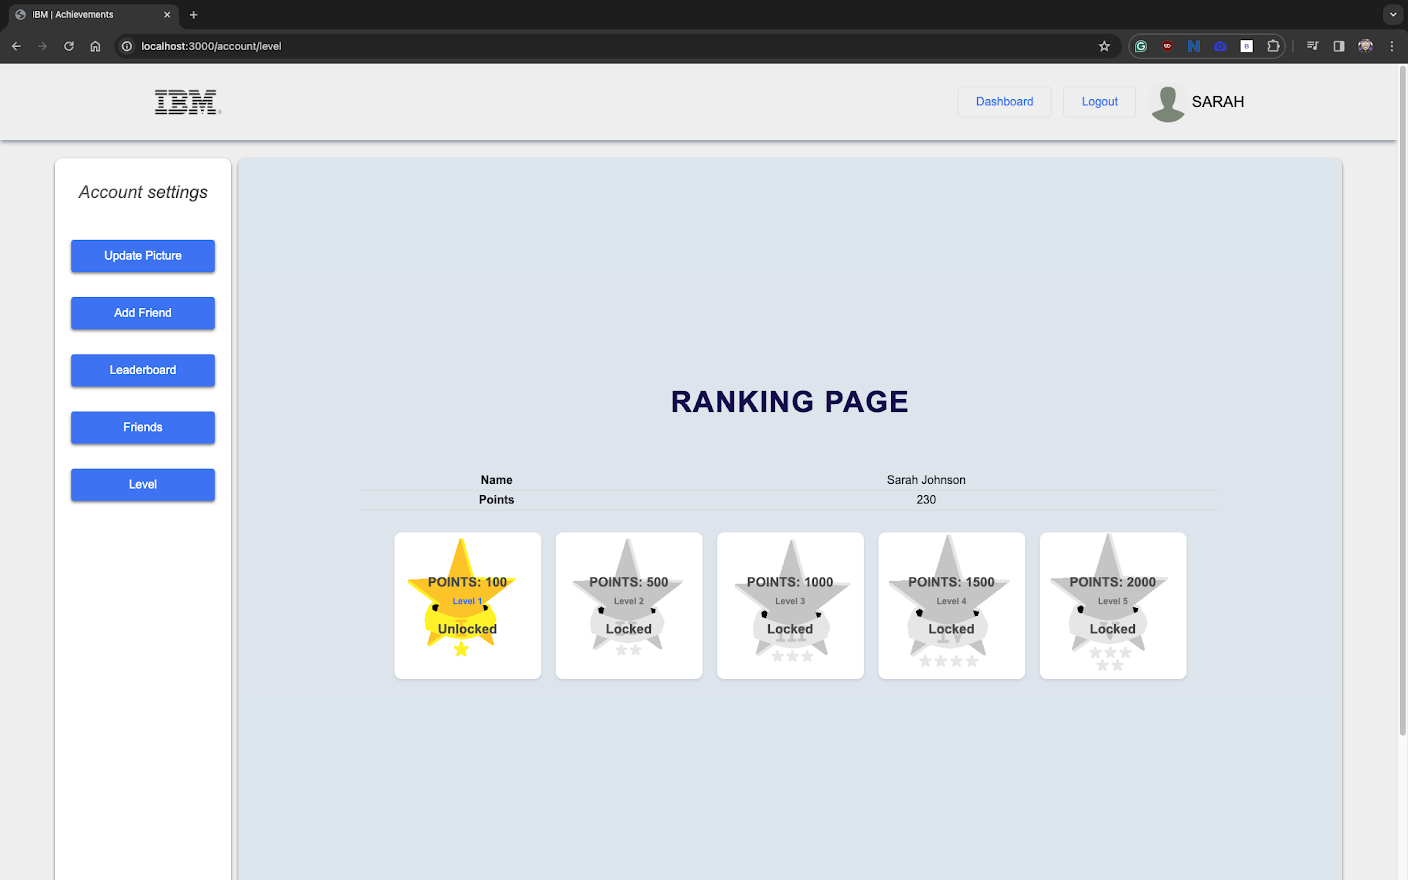 IBM | Achievements
localhost:3000/account/level
IBM
Dashboard
Logout
SARAH
Account settings
Update Picture
Add Friend
Leaderboard
Friends
Level
RANKING PAGE
Name Sarah Johnson
Points 230
POINTS: 100
Level 1
Unlocked
POINTS: 500
Level 2
Locked
POINTS: 1000
Level 3
Locked
III
POINTS: 1500
Level 4
Locked
IV
POINTS: 2000
Level 5
Locked